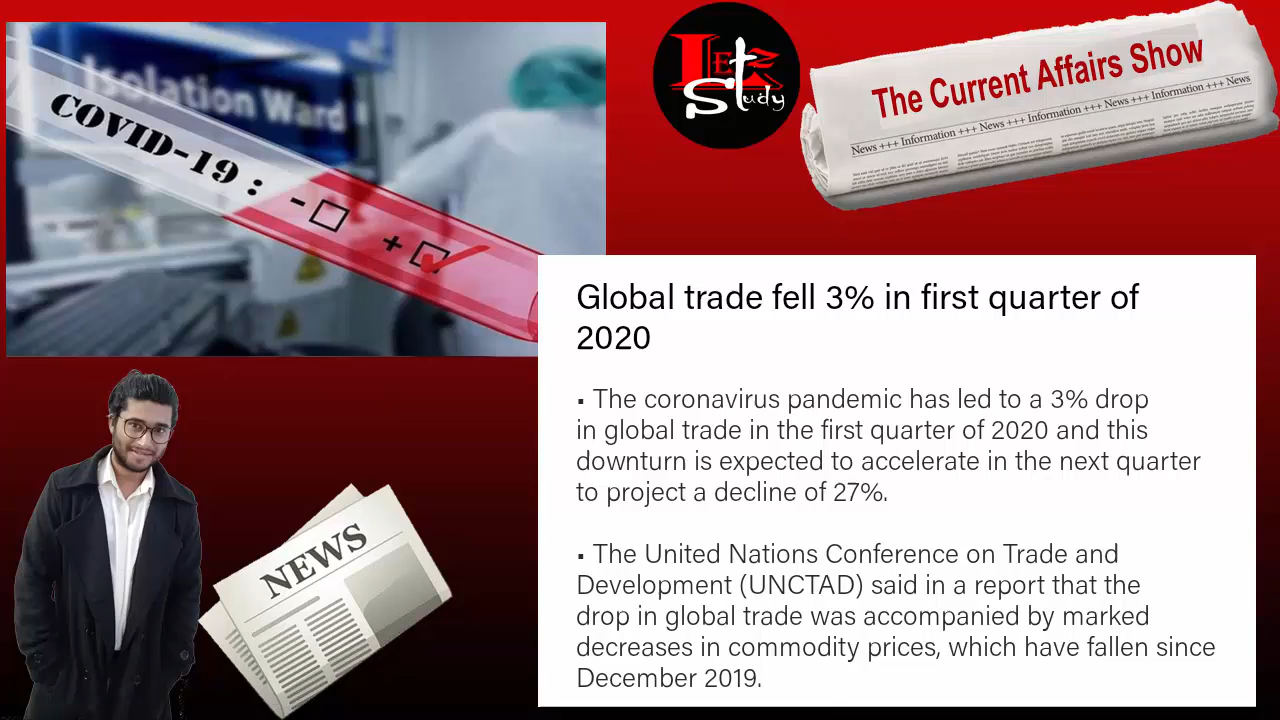 Isolation Ward
COVID-19 :
-
+
LET
Study
The Current Affairs Show
News +++ Information +++ News +++ Information +++ News +++ Information +++ News
Global trade fell 3% in first quarter of
2020
▪ The coronavirus pandemic has led to a 3% drop
in global trade in the first quarter of 2020 and this
downturn is expected to accelerate in the next quarter
to project a decline of 27%.
▪ The United Nations Conference on Trade and
Development (UNCTAD) said in a report that the
drop in global trade was accompanied by marked
decreases in commodity prices, which have fallen since
December 2019.
NEWS